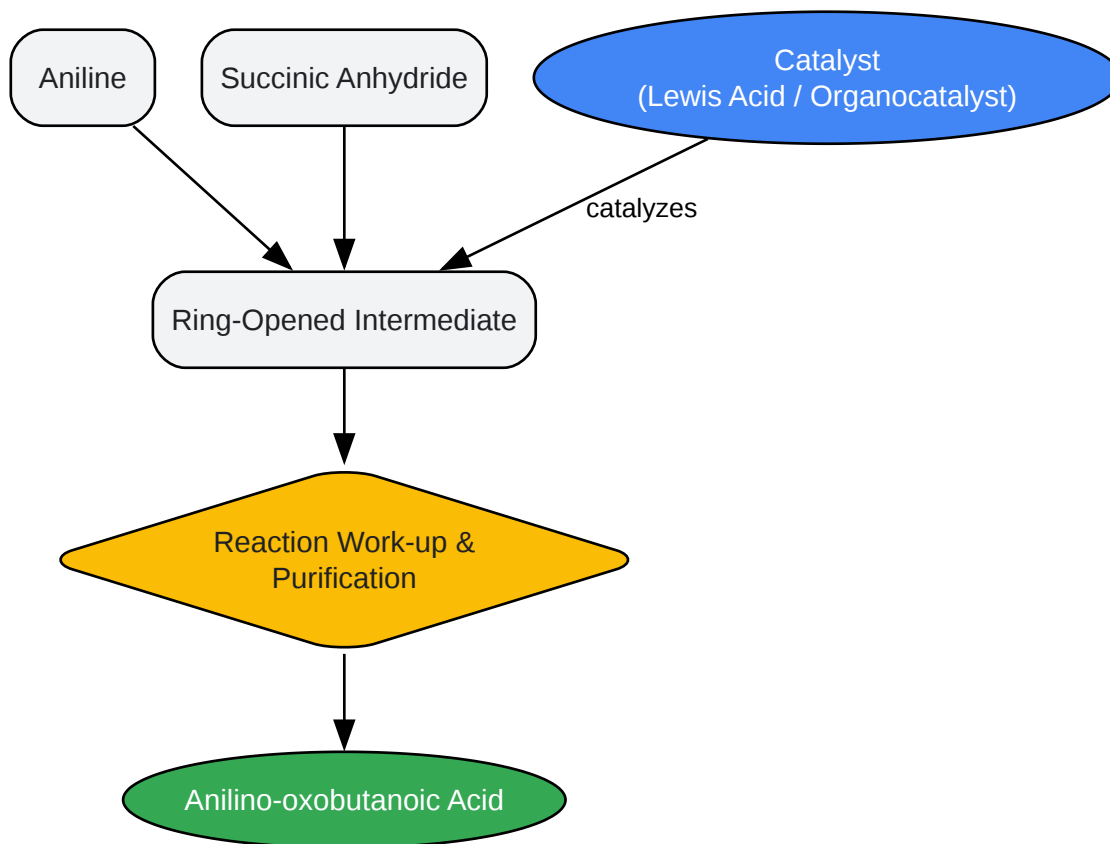 Aniline
Succinic Anhydride
Catalyst
(Lewis Acid / Organocatalyst)
catalyzes
Ring-Opened Intermediate
Reaction Work-up &
Purification
Anilino-oxobutanoic Acid